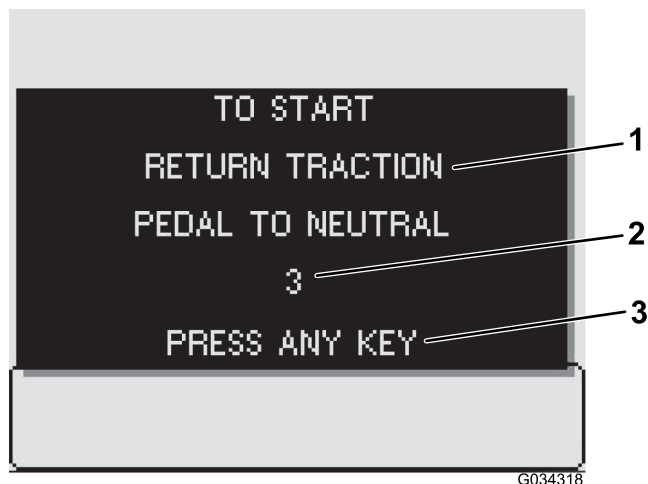 TO START
RETURN TRACTION
PEDAL TO NEUTRAL
3
PRESS ANY KEY
1
2
3
G034318